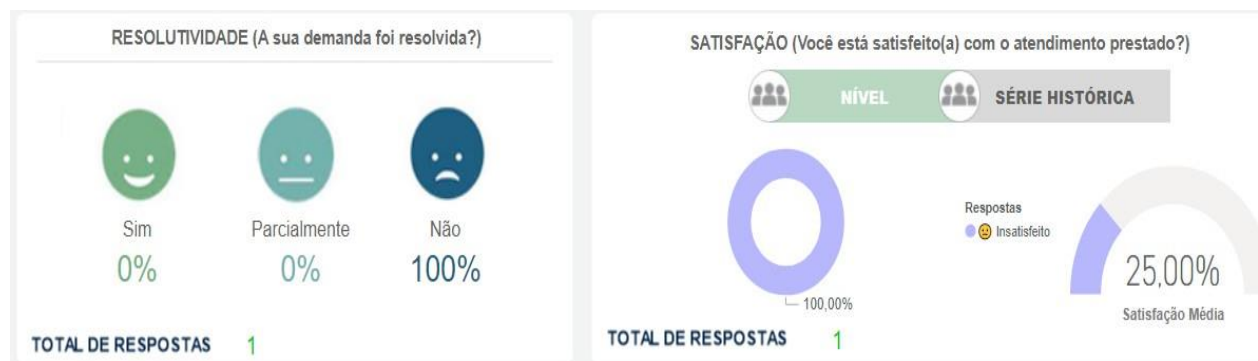 RESOLUTIVIDADE (A sua demanda foi resolvida?)
Sim
Parcialmente
Não
0%
0%
100%
TOTAL DE RESPOSTAS 1
SATISFAÇÃO (Você está satisfeito(a) com o atendimento prestado?)
NÍVEL
SÉRIE HISTÓRICA
100,00%
Respostas
Insatisfeito
25,00%
Satisfação Média
TOTAL DE RESPOSTAS 1